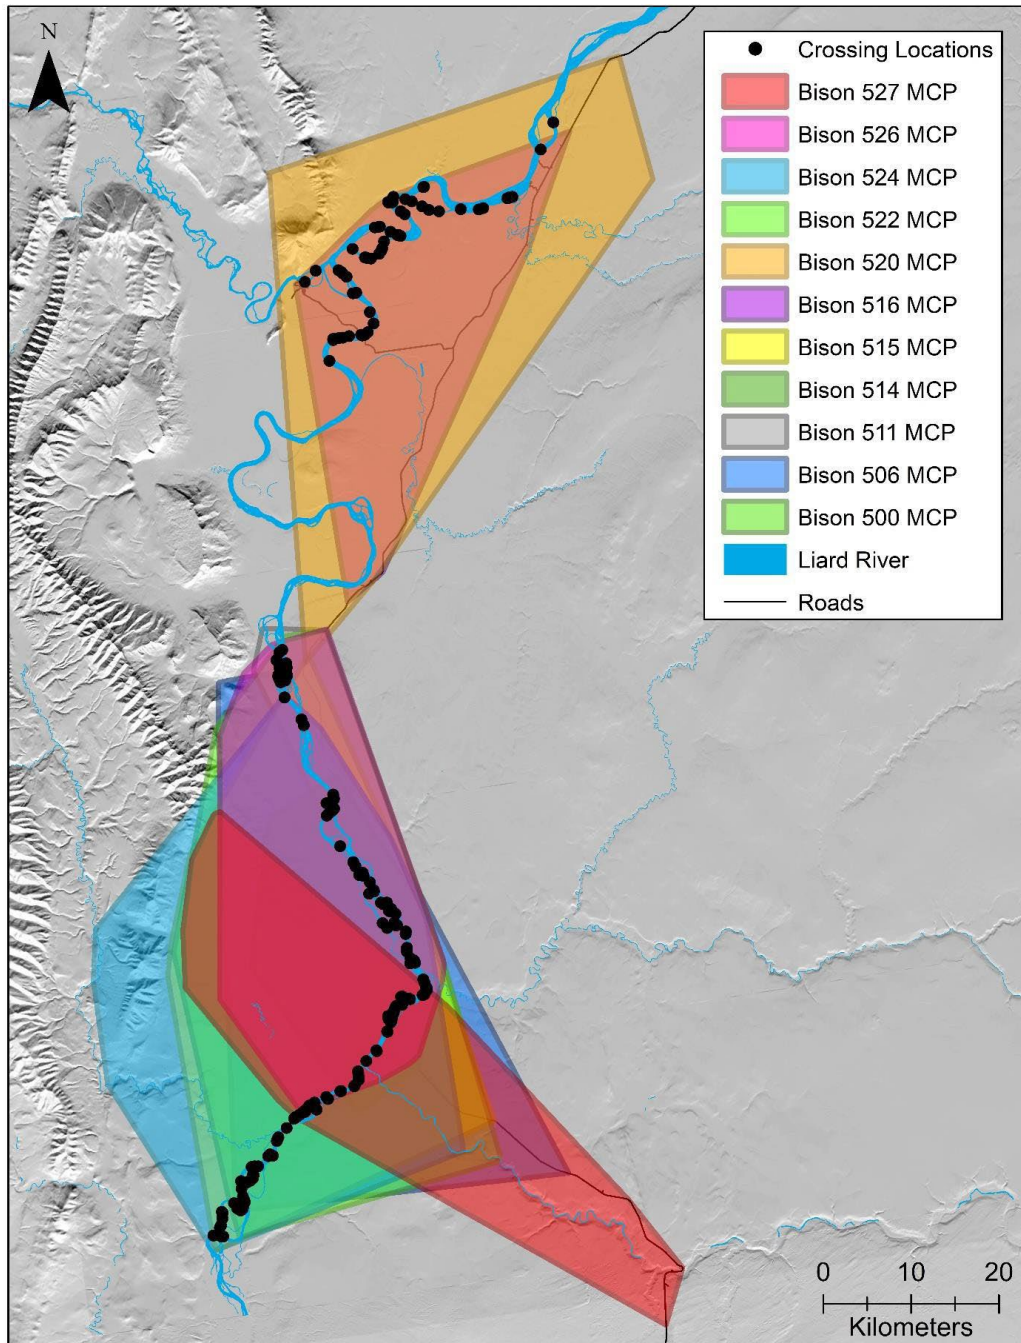 N
Crossing Locations
Bison 527 MCP
Bison 526 MCP
Bison 524 MCP
Bison 522 MCP
Bison 520 MCP
Bison 516 MCP
Bison 515 MCP
Bison 514 MCP
Bison 511 MCP
Bison 506 MCP
Bison 500 MCP
Liard River
Roads
0 10 20
Kilometers